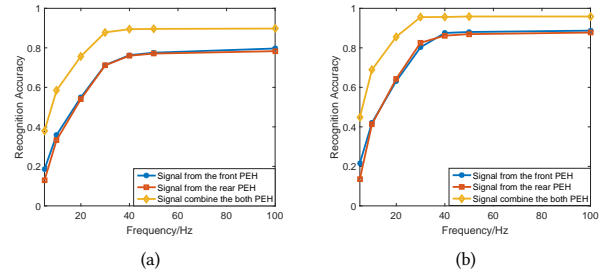 1
0.8
0.6
0.4
0.2
0
Recognition Accuracy
Signal from the front PEH
Signal from the rear PEH
Signal combine the both PEH
20 40 60 80 100
Frequency/Hz
(a)
1
0.8
0.6
0.4
0.2
0
Recognition Accuracy
Signal from the front PEH
Signal from the rear PEH
Signal combine the both PEH
20 40 60 80 100
Frequency/Hz
(b)